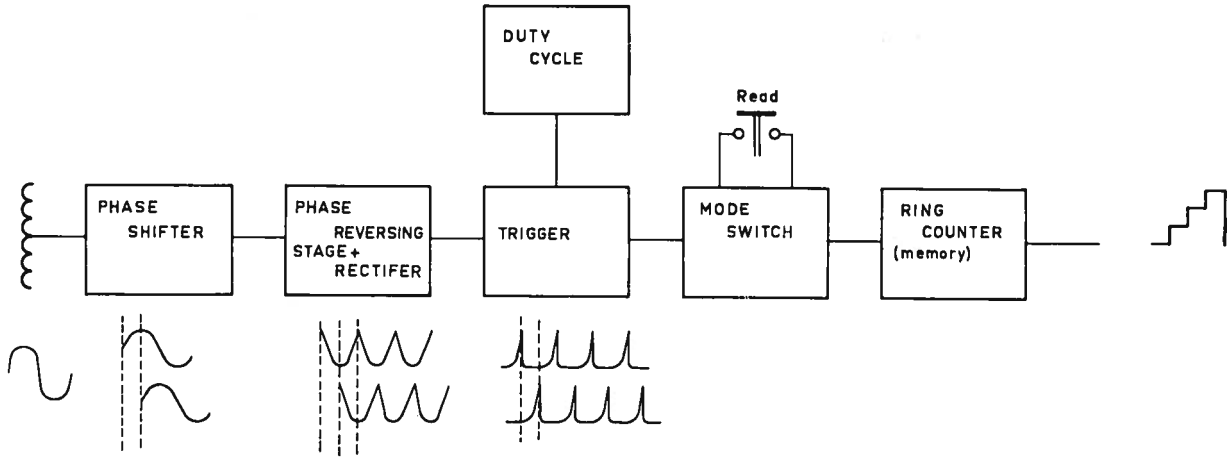 DUTY
CYCLE
Read
PHASE
SHIFTER
PHASE
REVERSING
STAGE +
RECTIFER
TRIGGER
MODE
SWITCH
RING
COUNTER
(memory)